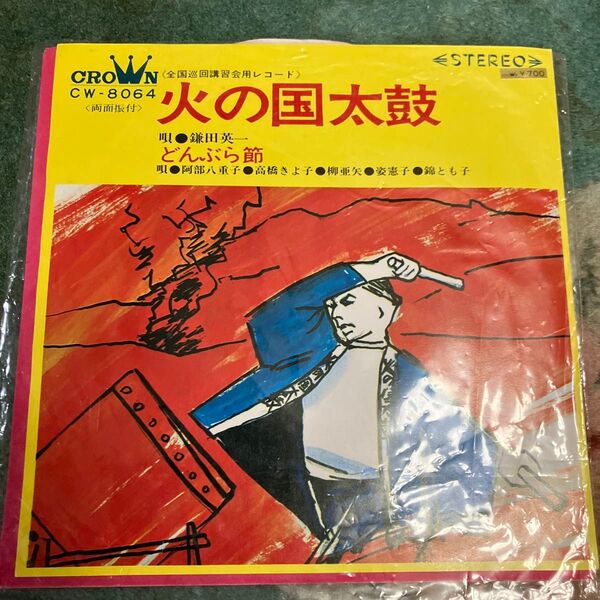 CROWN
CW-8064
〈両面振付〉
〈全国巡回講習会用レコード〉
STEREO
¥700
火の国太鼓
唄●鎌田英一
どんぶら節
唄●阿部八重子●高橋きよ子●柳亜矢●姿憲子●錦とも子